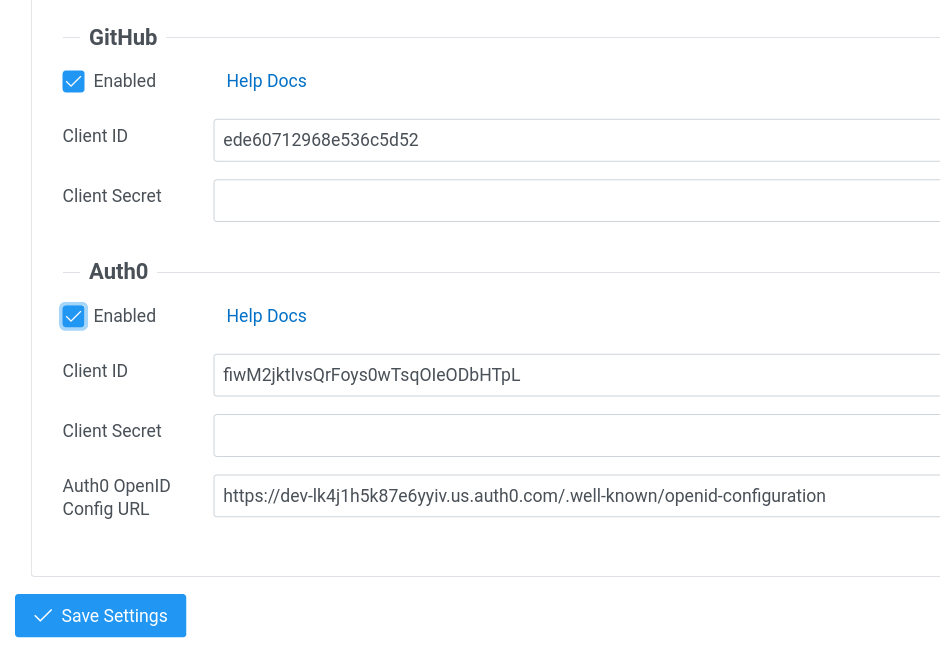 GitHub
Enabled Help Docs
Client ID ede60712968e536c5d52
Client Secret
Auth0
Enabled Help Docs
Client ID fiwM2jktIvsQrFoys0wTsqOIeODbHTpL
Client Secret
Auth0 OpenID
Config URL https://dev-lk4j1h5k87e6yyiv.us.auth0.com/.well-known/openid-configuration
Save Settings